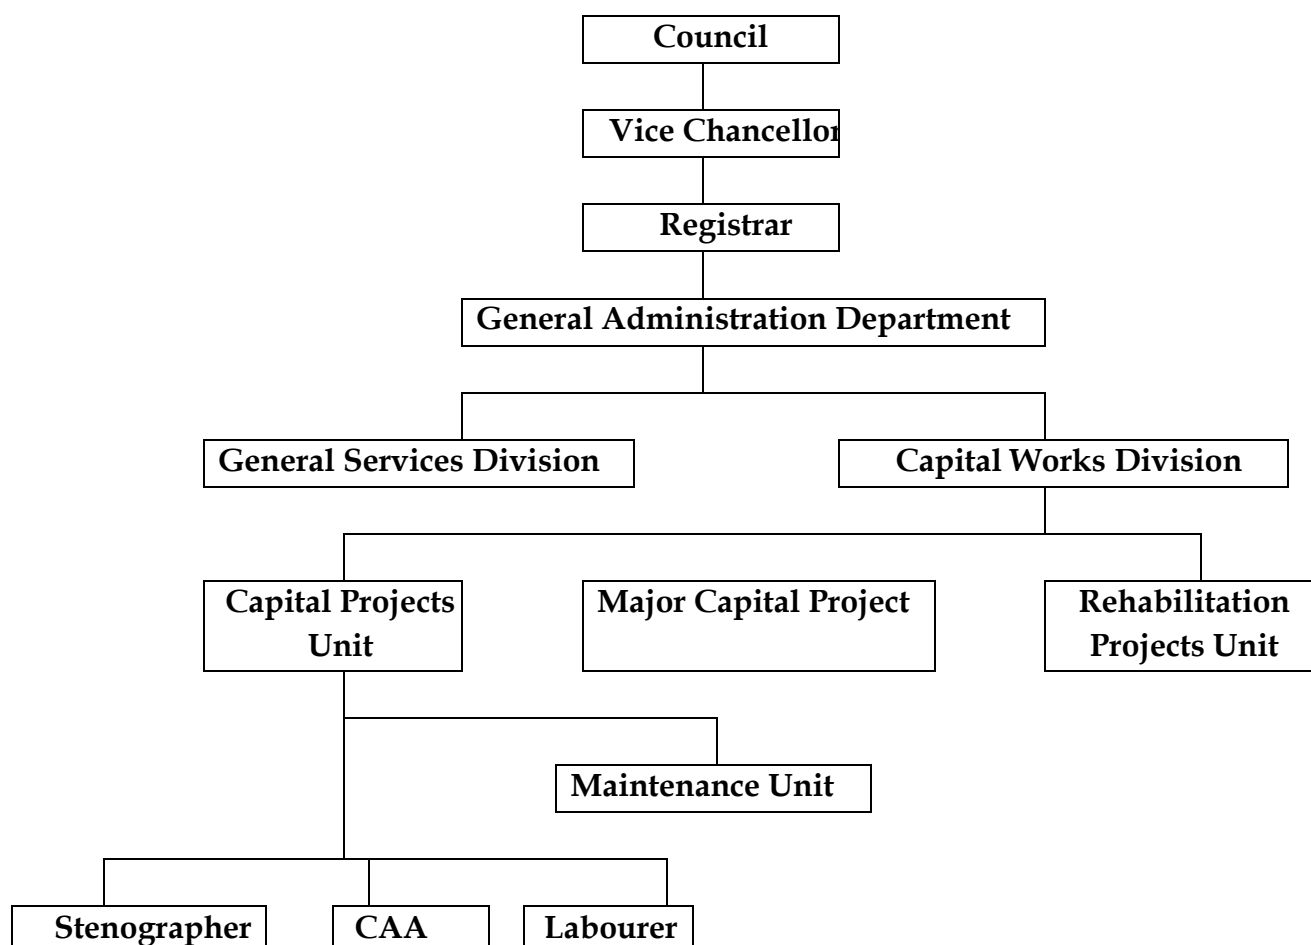 Council
Vice Chancellor
Registrar
General Administration Department
General Services Division
Capital Works Division
Capital Projects
Unit
Major Capital Project
Rehabilitation
Projects Unit
Maintenance Unit
Stenographer
CAA
Labourer